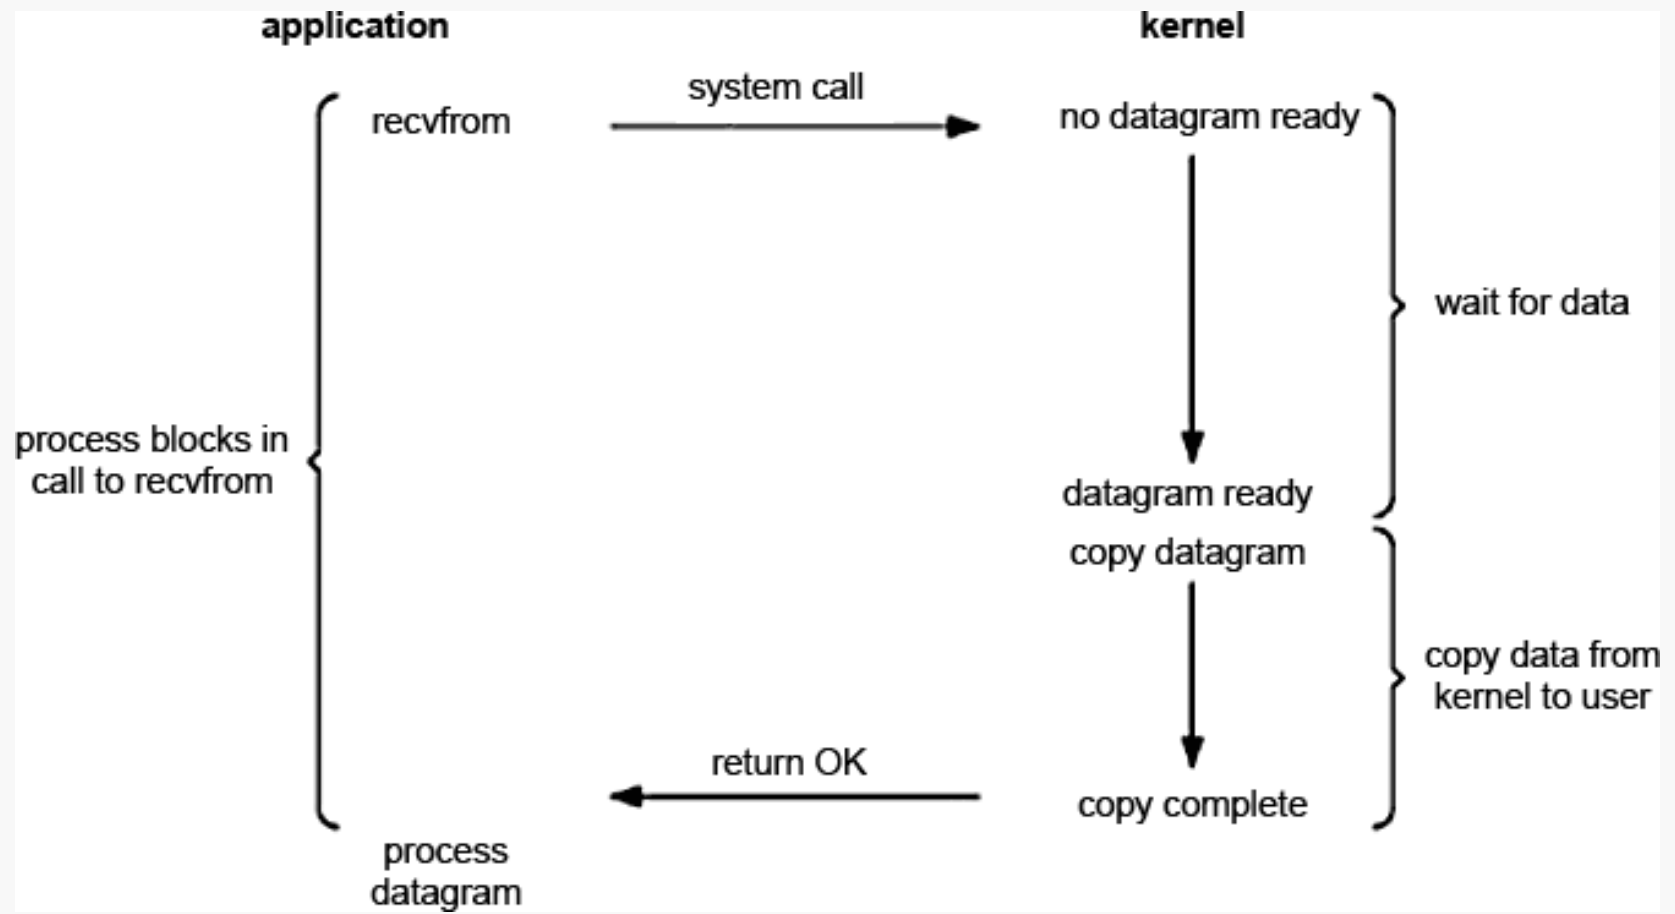 application
kernel
system call
recvfrom
no datagram ready
wait for data
process blocks in
call to recvfrom
datagram ready
copy datagram
copy data from
kernel to user
return OK
copy complete
process
datagram